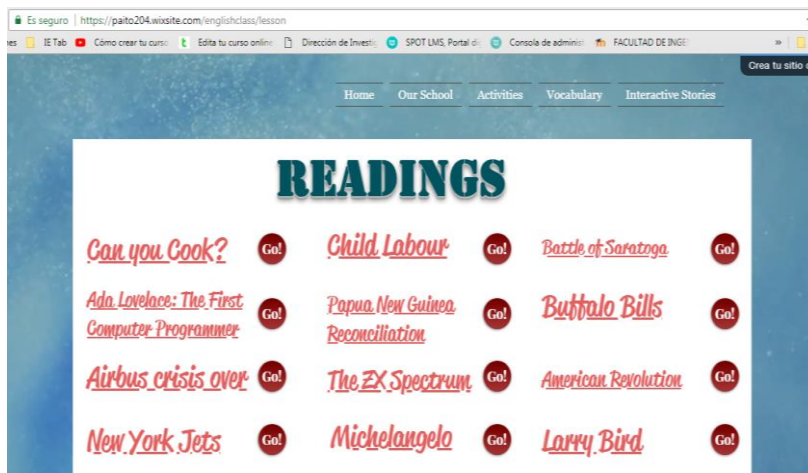 Es seguro | https://paito204.wixsite.com/englishclass/lesson
nes IE Tab Cómo crear tu curso Edita tu curso online Dirección de Investi SPOT LMS, Portal de Consola de administ FACULTAD DE INGE »
Crea tu sitio
Home Our School Activities Vocabulary Interactive Stories
READINGS
Can you Cook? Go! Child Labour Go! Battle of Saratoga Go!
Ada Lovelace: The First Computer Programmer Go! Papua New Guinea Reconciliation Go! Buffalo Bills Go!
Airbus crisis over Go! The ZX Spectrum Go! American Revolution Go!
New York Jets Go! Michelangelo Go! Larry Bird Go!